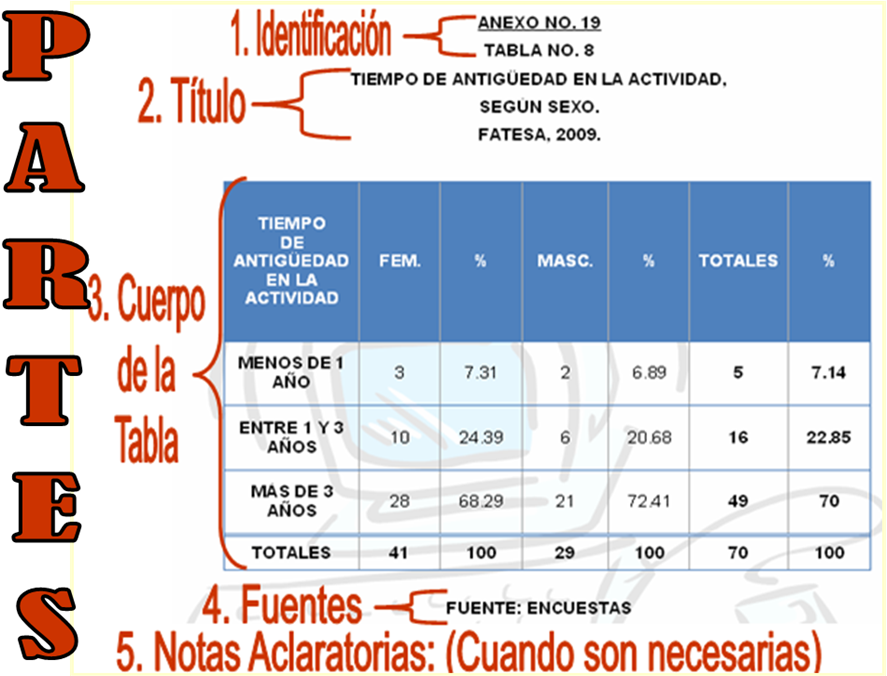 PARTES
1. Identificación
ANEXO NO. 19
TABLA NO. 8
2. Título
TIEMPO DE ANTIGÜEDAD EN LA ACTIVIDAD,
SEGÚN SEXO.
FATESA, 2009.
3. Cuerpo
de la
Tabla
TIEMPO
DE
ANTIGÜEDAD
EN LA
ACTIVIDAD
FEM.
%
MASC.
%
TOTALES
%
MENOS DE 1
AÑO
3
7.31
2
6.89
5
7.14
ENTRE 1 Y 3
AÑOS
10
24.39
6
20.68
16
22.85
MÁS DE 3
AÑOS
28
68.29
21
72.41
49
70
TOTALES
41
100
29
100
70
100
4. Fuentes
FUENTE: ENCUESTAS
5. Notas Aclaratorias: (Cuando son necesarias)